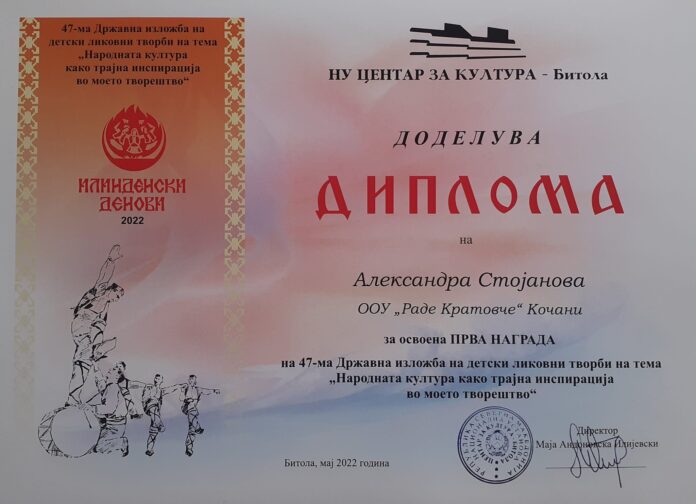 47-ма Државна изложба на
детски ликовни творби на тема
„Народната култура
како трајна инспирација
во моето творештво“
ИЛИНДЕНСКИ
ДЕНОВИ
2022
НУ ЦЕНТАР ЗА КУЛТУРА - Битола
ДОДЕЛУВА
ДИПЛОМА
на
Александра Стојанова
ООУ „Раде Кратовче“ Кочани
за освоена ПРВА НАГРАДА
на 47-ма Државна изложба на детски ликовни творби на тема
„Народната култура како трајна инспирација
во моето творештво“
Директор
Маја Андоновска Илијевски
Битола, мај 2022 година